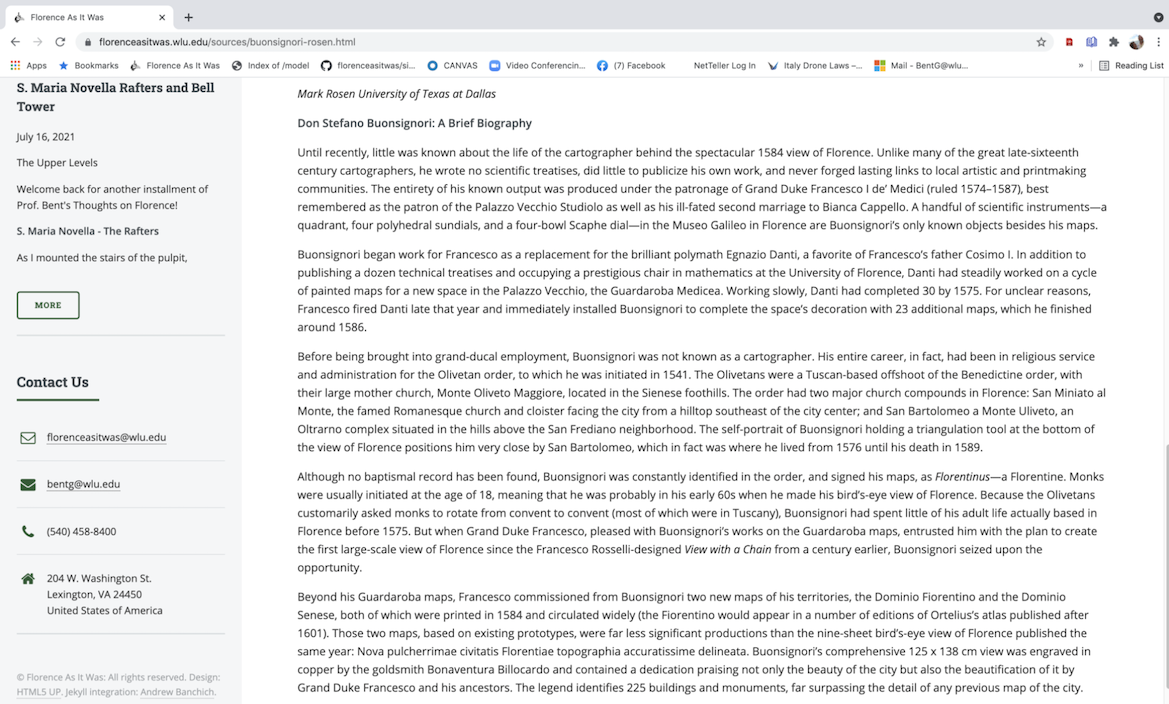 Florence As It Was
florenceasitwas.wlu.edu/sources/buonsignori-rosen.html
Apps Bookmarks Florence As It Was Index of /model florenceasitwas/si... CANVAS Video Conferencin... (7) Facebook NetTeller Log In Italy Drone Laws –... Mail - BentG@wlu... » Reading List
S. Maria Novella Rafters and Bell
Tower
July 16, 2021
The Upper Levels
Welcome back for another installment of
Prof. Bent's Thoughts on Florence!
S. Maria Novella - The Rafters
As I mounted the stairs of the pulpit,
MORE
Contact Us
florenceasitwas@wlu.edu
bentg@wlu.edu
(540) 458-8400
204 W. Washington St.
Lexington, VA 24450
United States of America
© Florence As It Was: All rights reserved. Design:
HTML5 UP. Jekyll integration: Andrew Banchich.
Mark Rosen University of Texas at Dallas
Don Stefano Buonsignori: A Brief Biography
Until recently, little was known about the life of the cartographer behind the spectacular 1584 view of Florence. Unlike many of the great late-sixteenth
century cartographers, he wrote no scientific treatises, did little to publicize his own work, and never forged lasting links to local artistic and printmaking
communities. The entirety of his known output was produced under the patronage of Grand Duke Francesco I de’ Medici (ruled 1574–1587), best
remembered as the patron of the Palazzo Vecchio Studiolo as well as his ill-fated second marriage to Bianca Cappello. A handful of scientific instruments—a
quadrant, four polyhedral sundials, and a four-bowl Scaphe dial—in the Museo Galileo in Florence are Buonsignori’s only known objects besides his maps.
Buonsignori began work for Francesco as a replacement for the brilliant polymath Egnazio Danti, a favorite of Francesco’s father Cosimo I. In addition to
publishing a dozen technical treatises and occupying a prestigious chair in mathematics at the University of Florence, Danti had steadily worked on a cycle
of painted maps for a new space in the Palazzo Vecchio, the Guardaroba Medicea. Working slowly, Danti had completed 30 by 1575. For unclear reasons,
Francesco fired Danti late that year and immediately installed Buonsignori to complete the space’s decoration with 23 additional maps, which he finished
around 1586.
Before being brought into grand-ducal employment, Buonsignori was not known as a cartographer. His entire career, in fact, had been in religious service
and administration for the Olivetan order, to which he was initiated in 1541. The Olivetans were a Tuscan-based offshoot of the Benedictine order, with
their large mother church, Monte Oliveto Maggiore, located in the Sienese foothills. The order had two major church compounds in Florence: San Miniato al
Monte, the famed Romanesque church and cloister facing the city from a hilltop southeast of the city center; and San Bartolomeo a Monte Uliveto, an
Oltrarno complex situated in the hills above the San Frediano neighborhood. The self-portrait of Buonsignori holding a triangulation tool at the bottom of
the view of Florence positions him very close by San Bartolomeo, which in fact was where he lived from 1576 until his death in 1589.
Although no baptismal record has been found, Buonsignori was constantly identified in the order, and signed his maps, as Florentinus—a Florentine. Monks
were usually initiated at the age of 18, meaning that he was probably in his early 60s when he made his bird’s-eye view of Florence. Because the Olivetans
customarily asked monks to rotate from convent to convent (most of which were in Tuscany), Buonsignori had spent little of his adult life actually based in
Florence before 1575. But when Grand Duke Francesco, pleased with Buonsignori’s works on the Guardaroba maps, entrusted him with the plan to create
the first large-scale view of Florence since the Francesco Rosselli-designed View with a Chain from a century earlier, Buonsignori seized upon the
opportunity.
Beyond his Guardaroba maps, Francesco commissioned from Buonsignori two new maps of his territories, the Dominio Fiorentino and the Dominio
Senese, both of which were printed in 1584 and circulated widely (the Fiorentino would appear in a number of editions of Ortelius’s atlas published after
1601). Those two maps, based on existing prototypes, were far less significant productions than the nine-sheet bird’s-eye view of Florence published the
same year: Nova pulcherrimae civitatis Florentiae topographia accuratissime delineata. Buonsignori’s comprehensive 125 x 138 cm view was engraved in
copper by the goldsmith Bonaventura Billocardo and contained a dedication praising not only the beauty of the city but also the beautification of it by
Grand Duke Francesco and his ancestors. The legend identifies 225 buildings and monuments, far surpassing the detail of any previous map of the city.